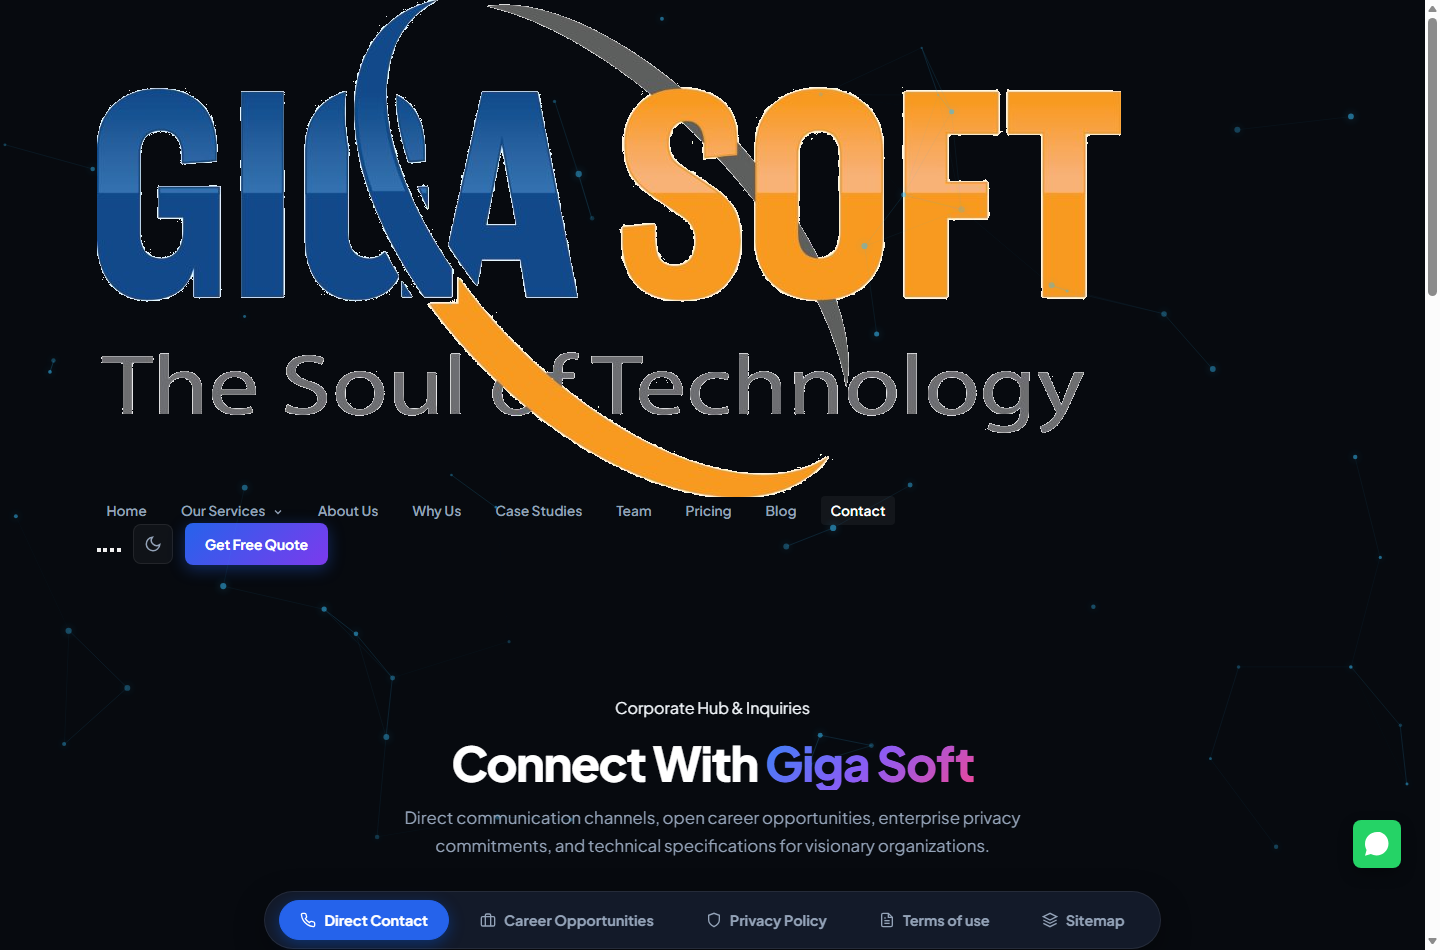 GIGA SOFT
The Soul of Technology
Home Our Services About Us Why Us Case Studies Team Pricing Blog Contact
Get Free Quote
Corporate Hub & Inquiries
Connect With Giga Soft
Direct communication channels, open career opportunities, enterprise privacy
commitments, and technical specifications for visionary organizations.
Direct Contact Career Opportunities Privacy Policy Terms of use Sitemap